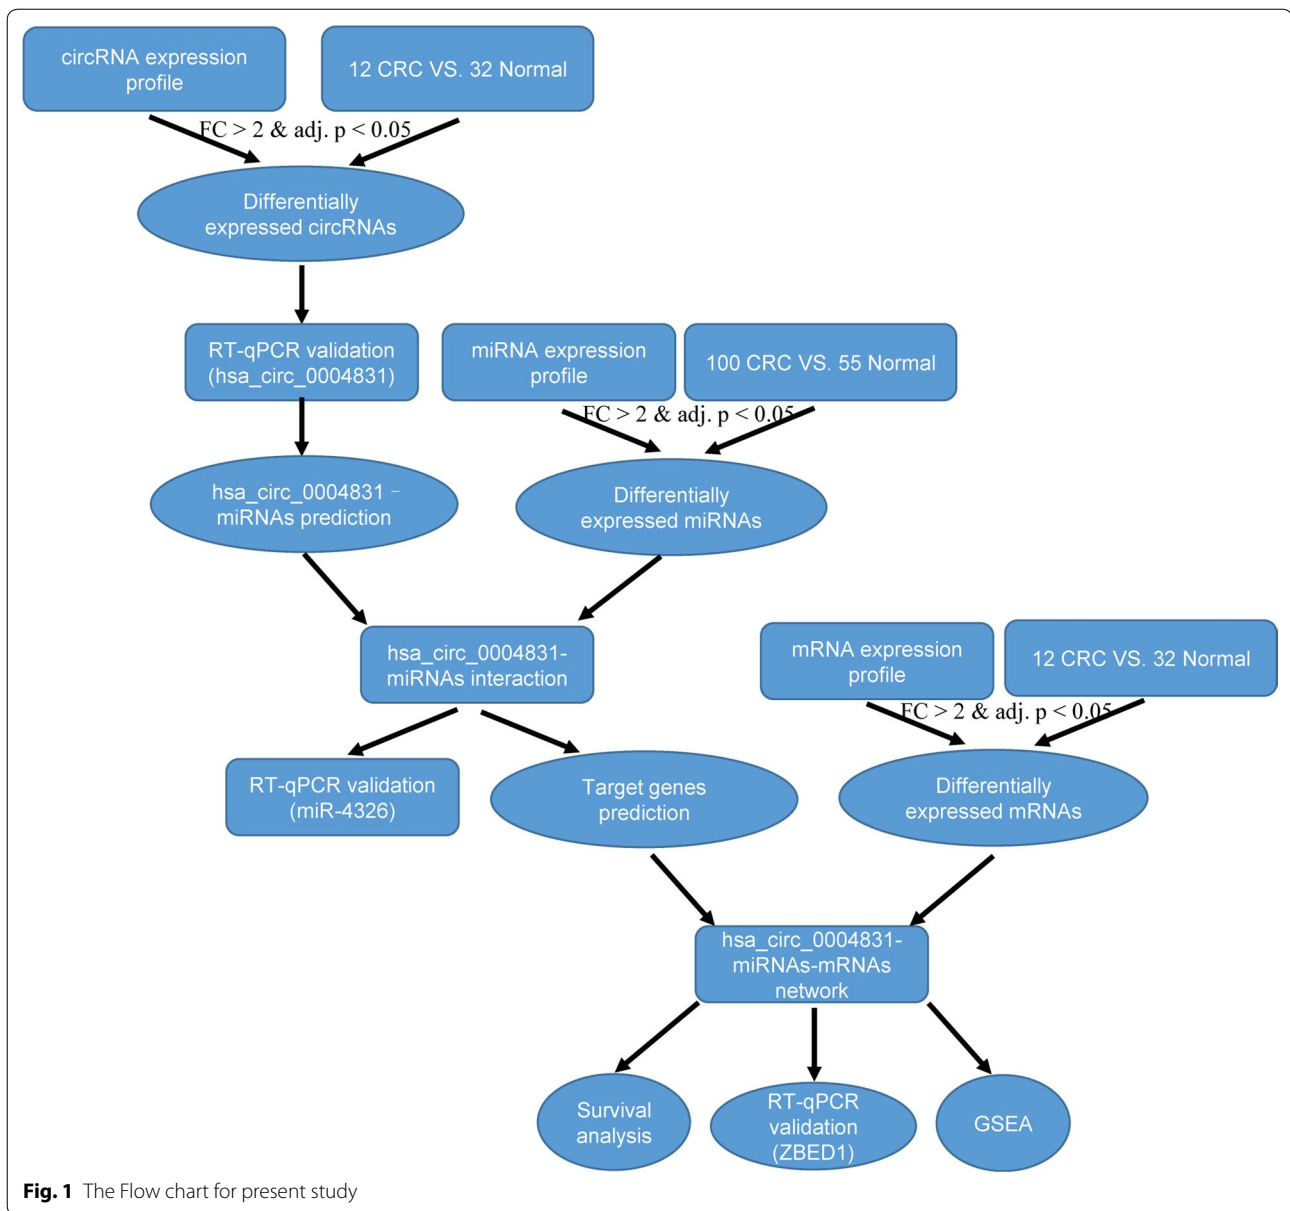 circRNA expression
profile
12 CRC VS. 32 Normal
FC > 2 & adj. p < 0.05
Differentially
expressed circRNAs
RT-qPCR validation
(hsa_circ_0004831)
miRNA expression
profile
100 CRC VS. 55 Normal
FC > 2 & adj. p < 0.05
hsa_circ_0004831 –
miRNAs prediction
Differentially
expressed miRNAs
hsa_circ_0004831-
miRNAs interaction
mRNA expression
profile
12 CRC VS. 32 Normal
FC > 2 & adj. p < 0.05
RT-qPCR validation
(miR-4326)
Target genes
prediction
Differentially
expressed mRNAs
hsa_circ_0004831-
miRNAs-mRNAs
network
Survival
analysis
RT-qPCR
validation
(ZBED1)
GSEA
Fig. 1 The Flow chart for present study